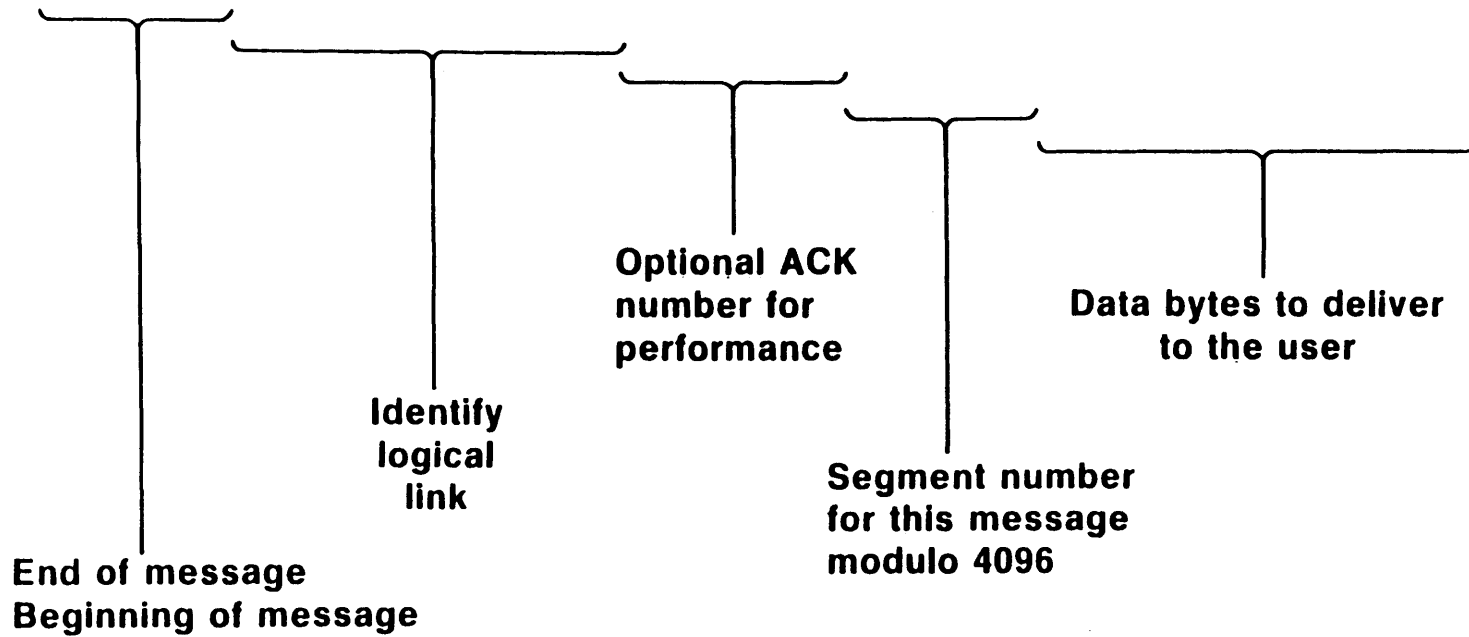 Optional ACK
number for
performance
Data bytes to deliver
to the user
Identify
logical
link
Segment number
for this message
modulo 4096
End of message
Beginning of message